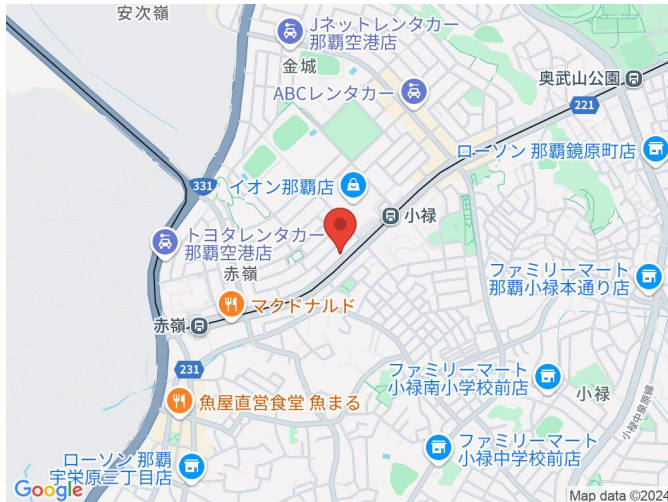 安次嶺
Jネットレンタカー
那覇空港店
金城
ABCレンタカー
奥武山公園
221
ローソン 那覇鏡原町店
331
イオン那覇店
小禄
トヨタレンタカー
那覇空港店
赤嶺
マクドナルド
ファミリーマート
那覇小禄本通り店
赤嶺
231
魚屋直営食堂 魚まる
ファミリーマート
小禄南小学校前店
小禄
小禄中泉原線
ファミリーマート
小禄中学校前店
ローソン 那覇
宇栄原三丁目店
Google
Map data ©2024